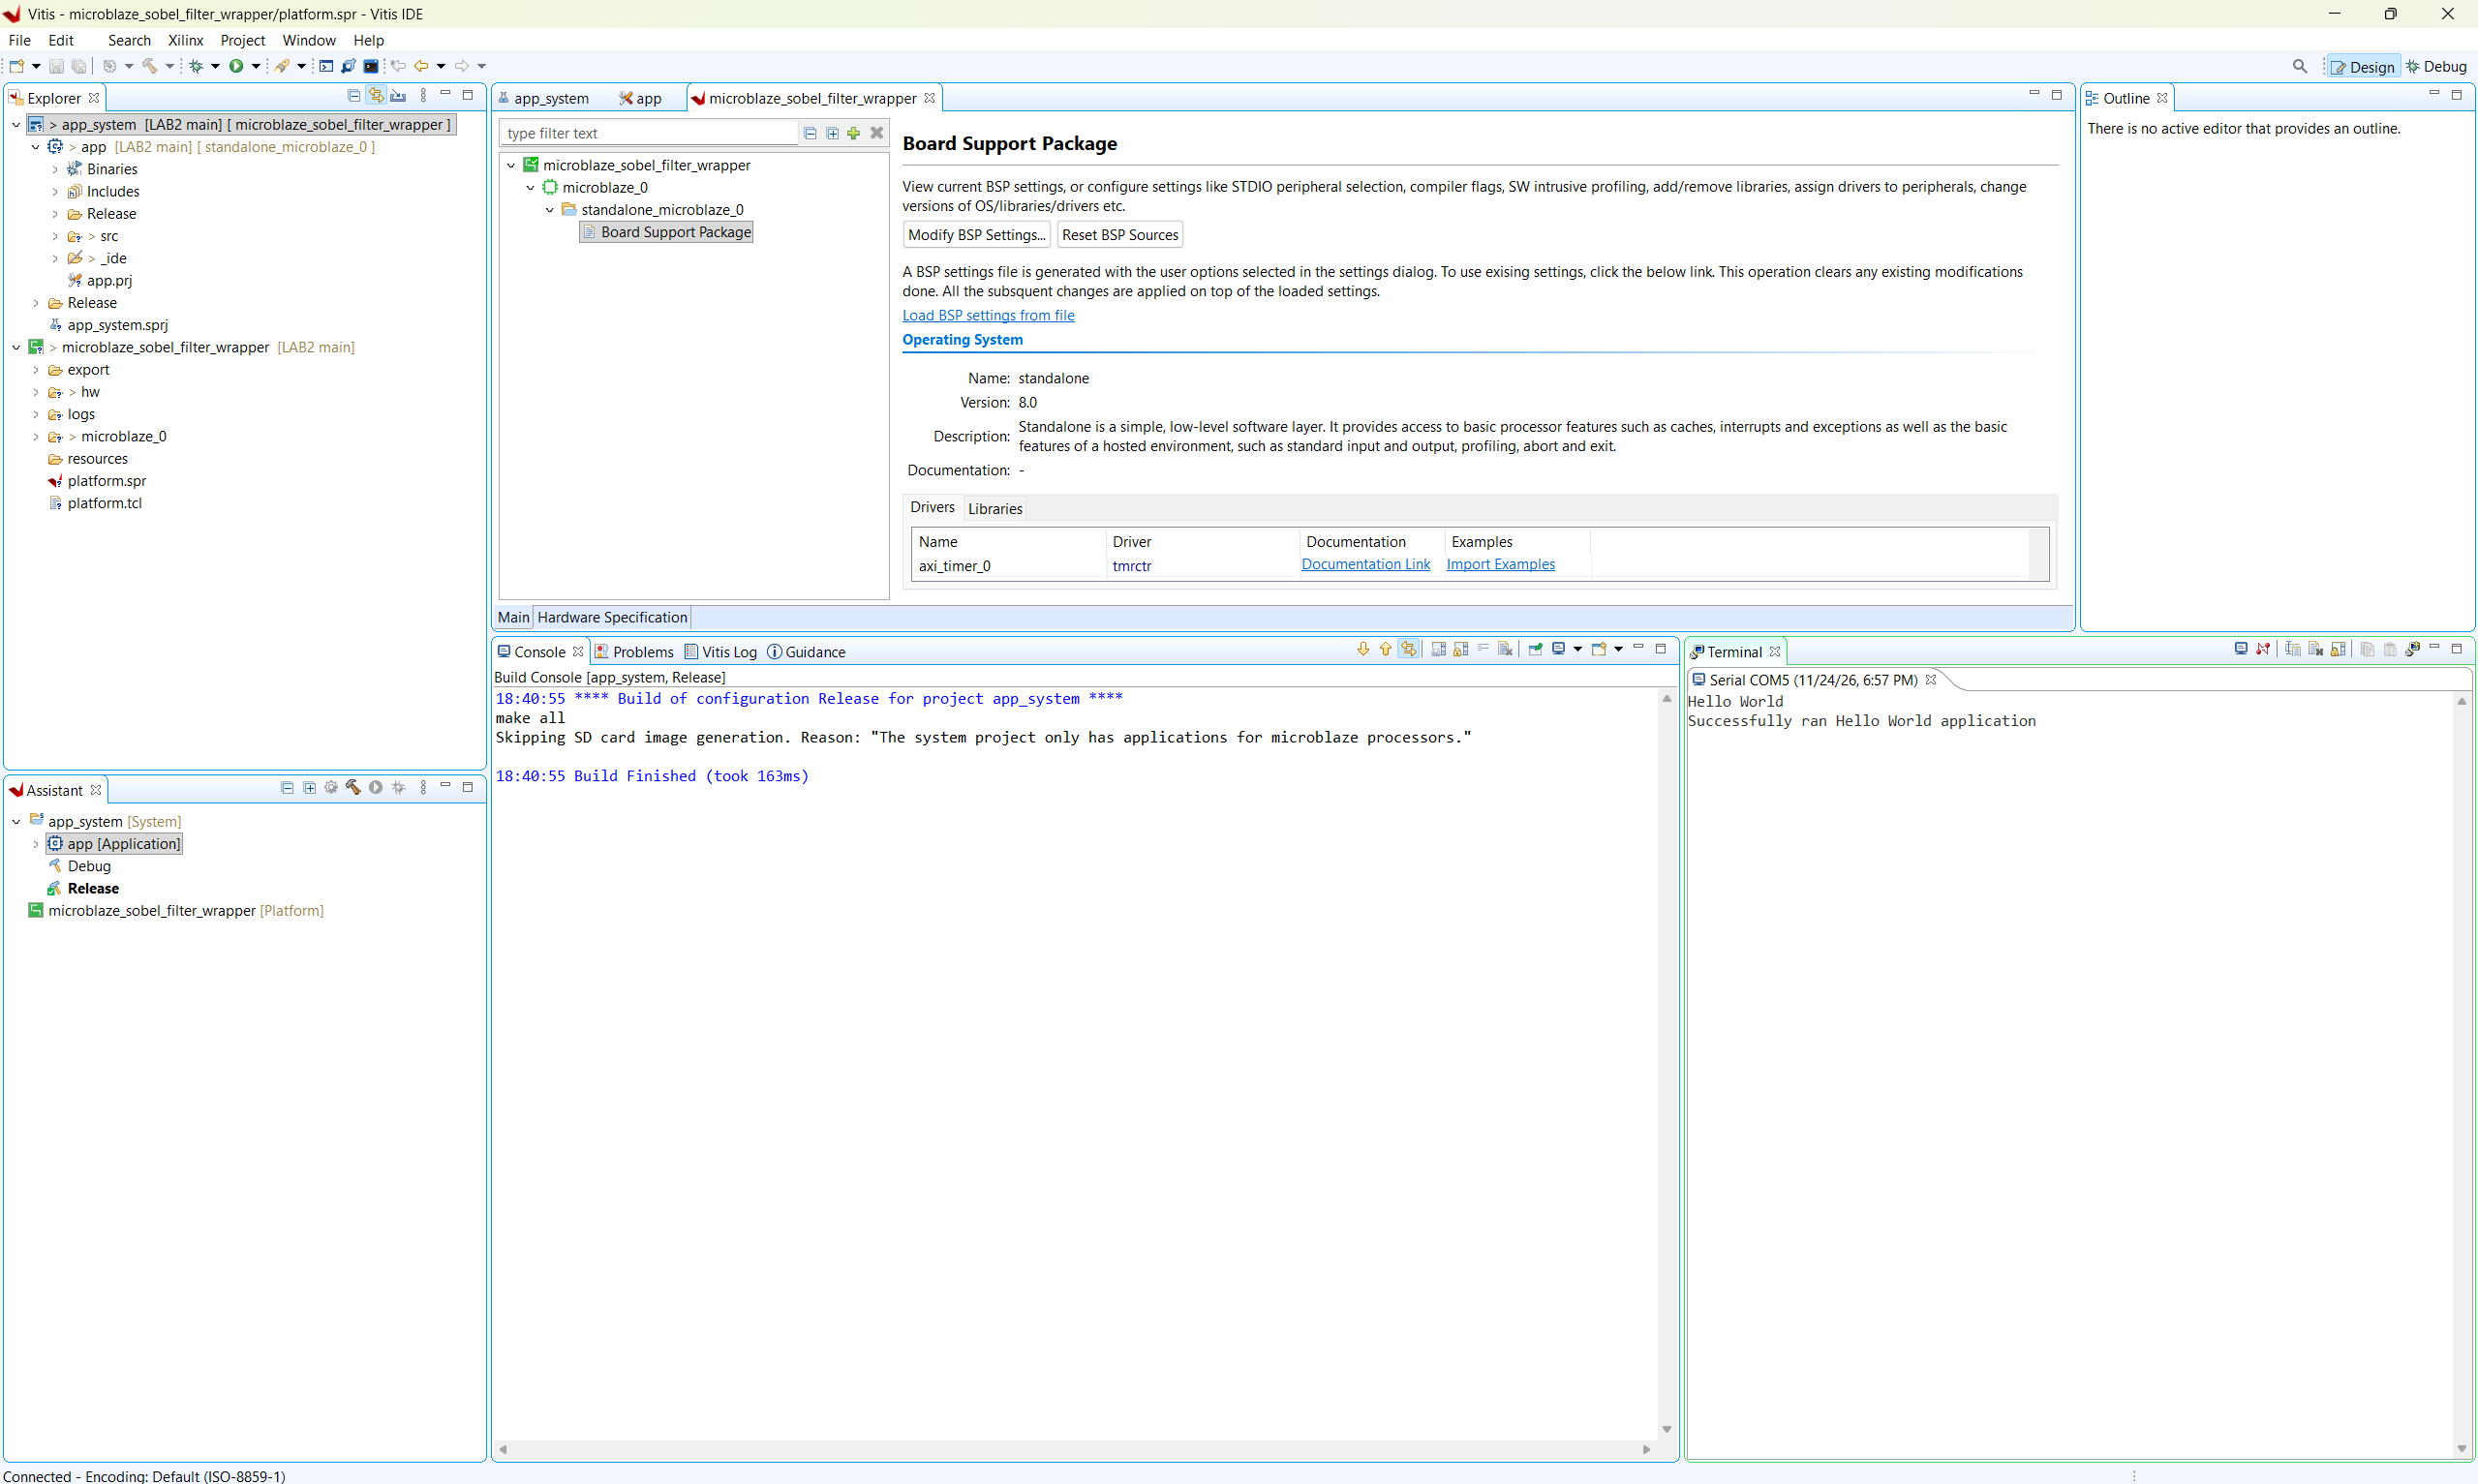 Vitis - microblaze_sobel_filter_wrapper/platform.spr - Vitis IDE
File Edit Search Xilinx Project Window Help
Design Debug
Explorer
> app_system [LAB2 main] [ microblaze_sobel_filter_wrapper ]
> app [LAB2 main] [ standalone_microblaze_0 ]
Binaries
Includes
Release
> src
> _ide
app.prj
Release
app_system.sprj
> microblaze_sobel_filter_wrapper [LAB2 main]
export
> hw
logs
> microblaze_0
resources
platform.spr
platform.tcl
Assistant
app_system [System]
app [Application]
Debug
Release
microblaze_sobel_filter_wrapper [Platform]
app_system app microblaze_sobel_filter_wrapper
type filter text
microblaze_sobel_filter_wrapper
microblaze_0
standalone_microblaze_0
Board Support Package
Board Support Package
View current BSP settings, or configure settings like STDIO peripheral selection, compiler flags, SW intrusive profiling, add/remove libraries, assign drivers to peripherals, change
versions of OS/libraries/drivers etc.
Modify BSP Settings... Reset BSP Sources
A BSP settings file is generated with the user options selected in the settings dialog. To use exising settings, click the below link. This operation clears any existing modifications
done. All the subsquent changes are applied on top of the loaded settings.
Load BSP settings from file
Operating System
Name: standalone
Version: 8.0
Description: Standalone is a simple, low-level software layer. It provides access to basic processor features such as caches, interrupts and exceptions as well as the basic
features of a hosted environment, such as standard input and output, profiling, abort and exit.
Documentation: -
Drivers Libraries
Name Driver Documentation Examples
axi_timer_0 tmrctr Documentation Link Import Examples
Main Hardware Specification
Outline
There is no active editor that provides an outline.
Console Problems Vitis Log Guidance
Build Console [app_system, Release]
18:40:55 **** Build of configuration Release for project app_system ****
make all
Skipping SD card image generation. Reason: "The system project only has applications for microblaze processors."
18:40:55 Build Finished (took 163ms)
Terminal
Serial COM5 (11/24/26, 6:57 PM)
Hello World
Successfully ran Hello World application
Connected - Encoding: Default (ISO-8859-1)